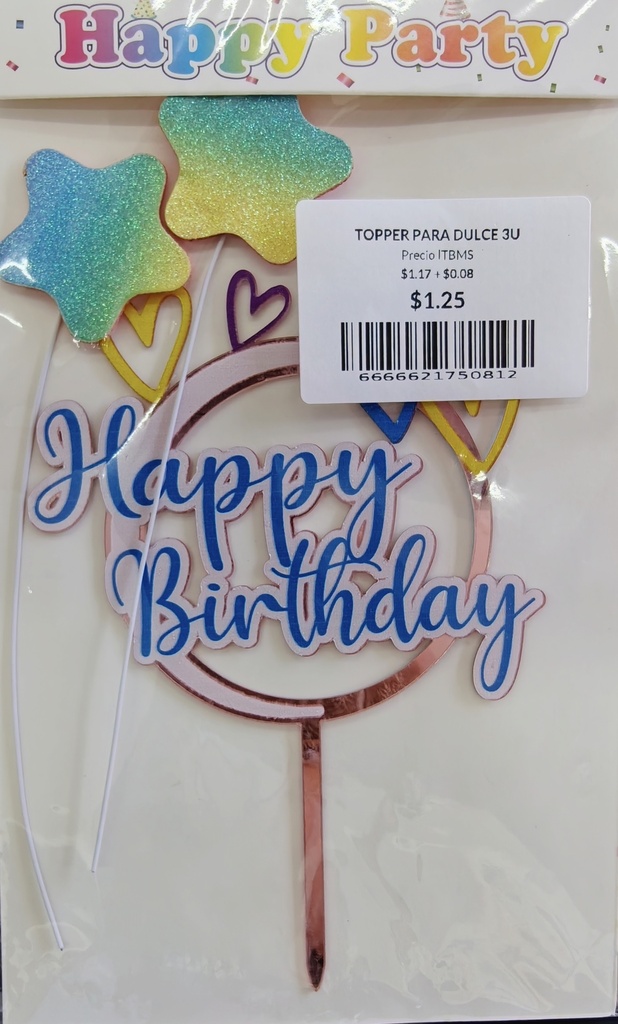 Happy Party
TOPPER PARA DULCE 3U
Precio ITBMS
$1.17 + $0.08
$1.25
6666621750812
Happy
Birthday